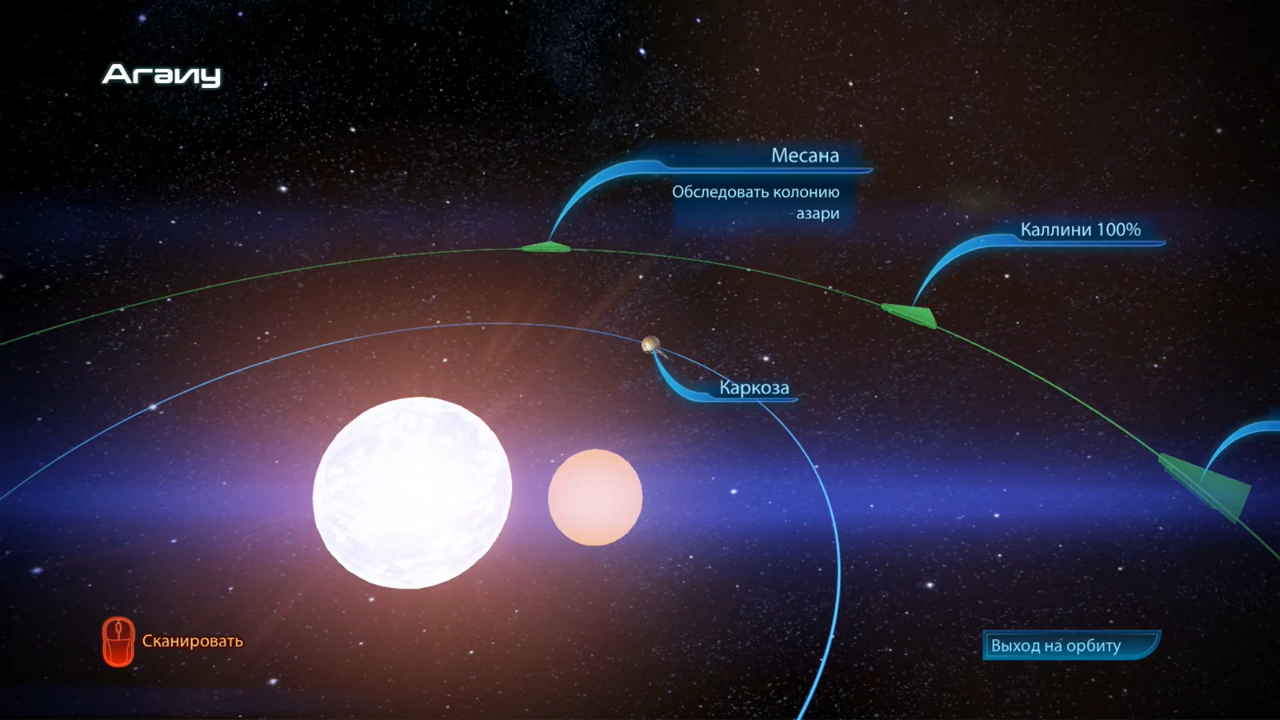 Агаиу
Месана
Обследовать колонию
азари
Каллини 100%
Каркоза
Сканировать
Выход на орбиту